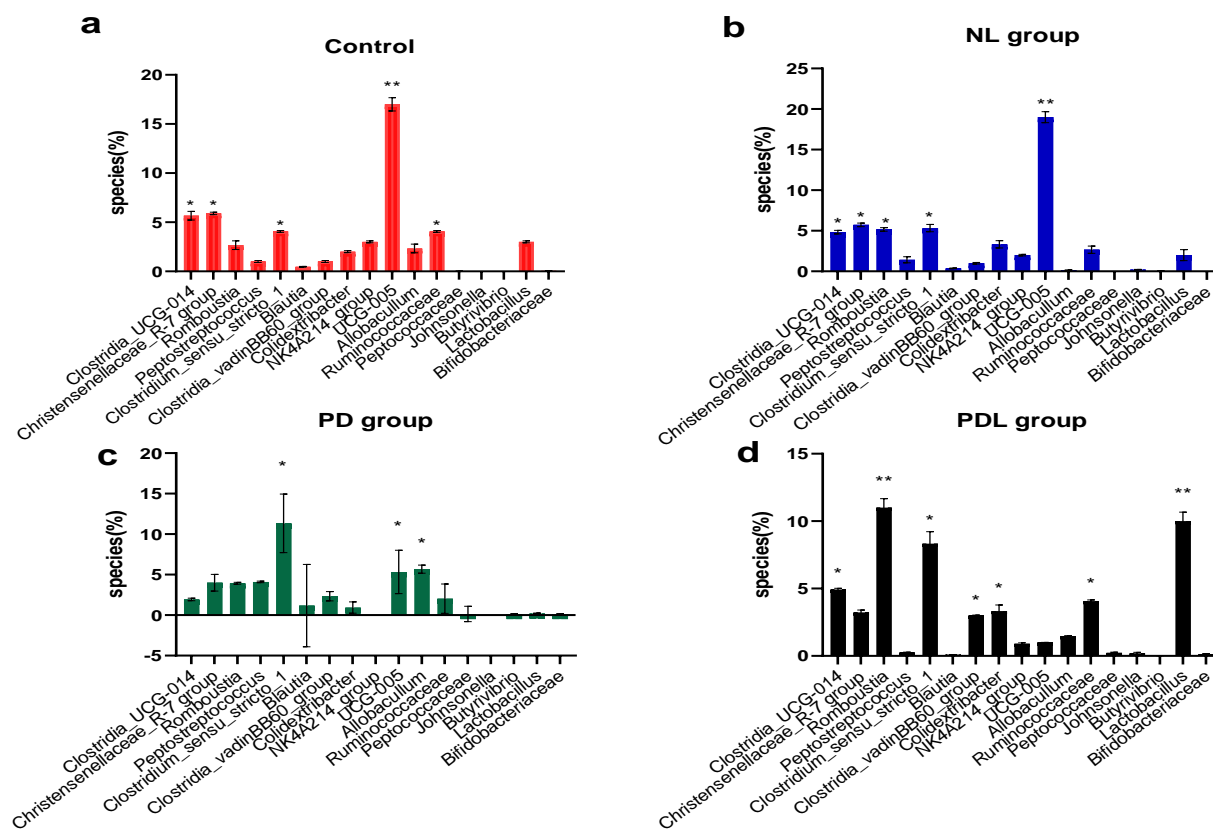 a
Control
species(%)
20
15
10
5
0
*
*
*
**
*
Clostridia_UCG-014
Christensenellaceae_R-7 group
Romboustia
Peptostreptococcus
Clostridium_sensu_stricto_1
Blautia
Clostridia_vadinBB60_group
Colidextribacter
NK4A214_group
UCG-005
Allobaculum
Ruminococcaceae
Peptococcaceae
Johnsonella
Butyrivibrio
Lactobacillus
Bifidobacteriaceae
b
NL group
species(%)
25
20
15
10
5
0
*
*
*
*
**
Clostridia_UCG-014
Christensenellaceae_R-7 group
Romboustia
Peptostreptococcus
Clostridium_sensu_stricto_1
Blautia
Clostridia_vadinBB60_group
Colidextribacter
NK4A214_group
UCG-005
Allobaculum
Ruminococcaceae
Peptococcaceae
Johnsonella
Butyrivibrio
Lactobacillus
Bifidobacteriaceae
c
PD group
species(%)
20
15
10
5
0
-5
*
*
*
Clostridia_UCG-014
Christensenellaceae_R-7 group
Romboustia
Peptostreptococcus
Clostridium_sensu_stricto_1
Blautia
Clostridia_vadinBB60_group
Colidextribacter
NK4A214_group
UCG-005
Allobaculum
Ruminococcaceae
Peptococcaceae
Johnsonella
Butyrivibrio
Lactobacillus
Bifidobacteriaceae
d
PDL group
species(%)
15
10
5
0
*
**
*
*
*
*
**
Clostridia_UCG-014
Christensenellaceae_R-7 group
Romboustia
Peptostreptococcus
Clostridium_sensu_stricto_1
Blautia
Clostridia_vadinBB60_group
Colidextribacter
NK4A214_group
UCG-005
Allobaculum
Ruminococcaceae
Peptococcaceae
Johnsonella
Butyrivibrio
Lactobacillus
Bifidobacteriaceae